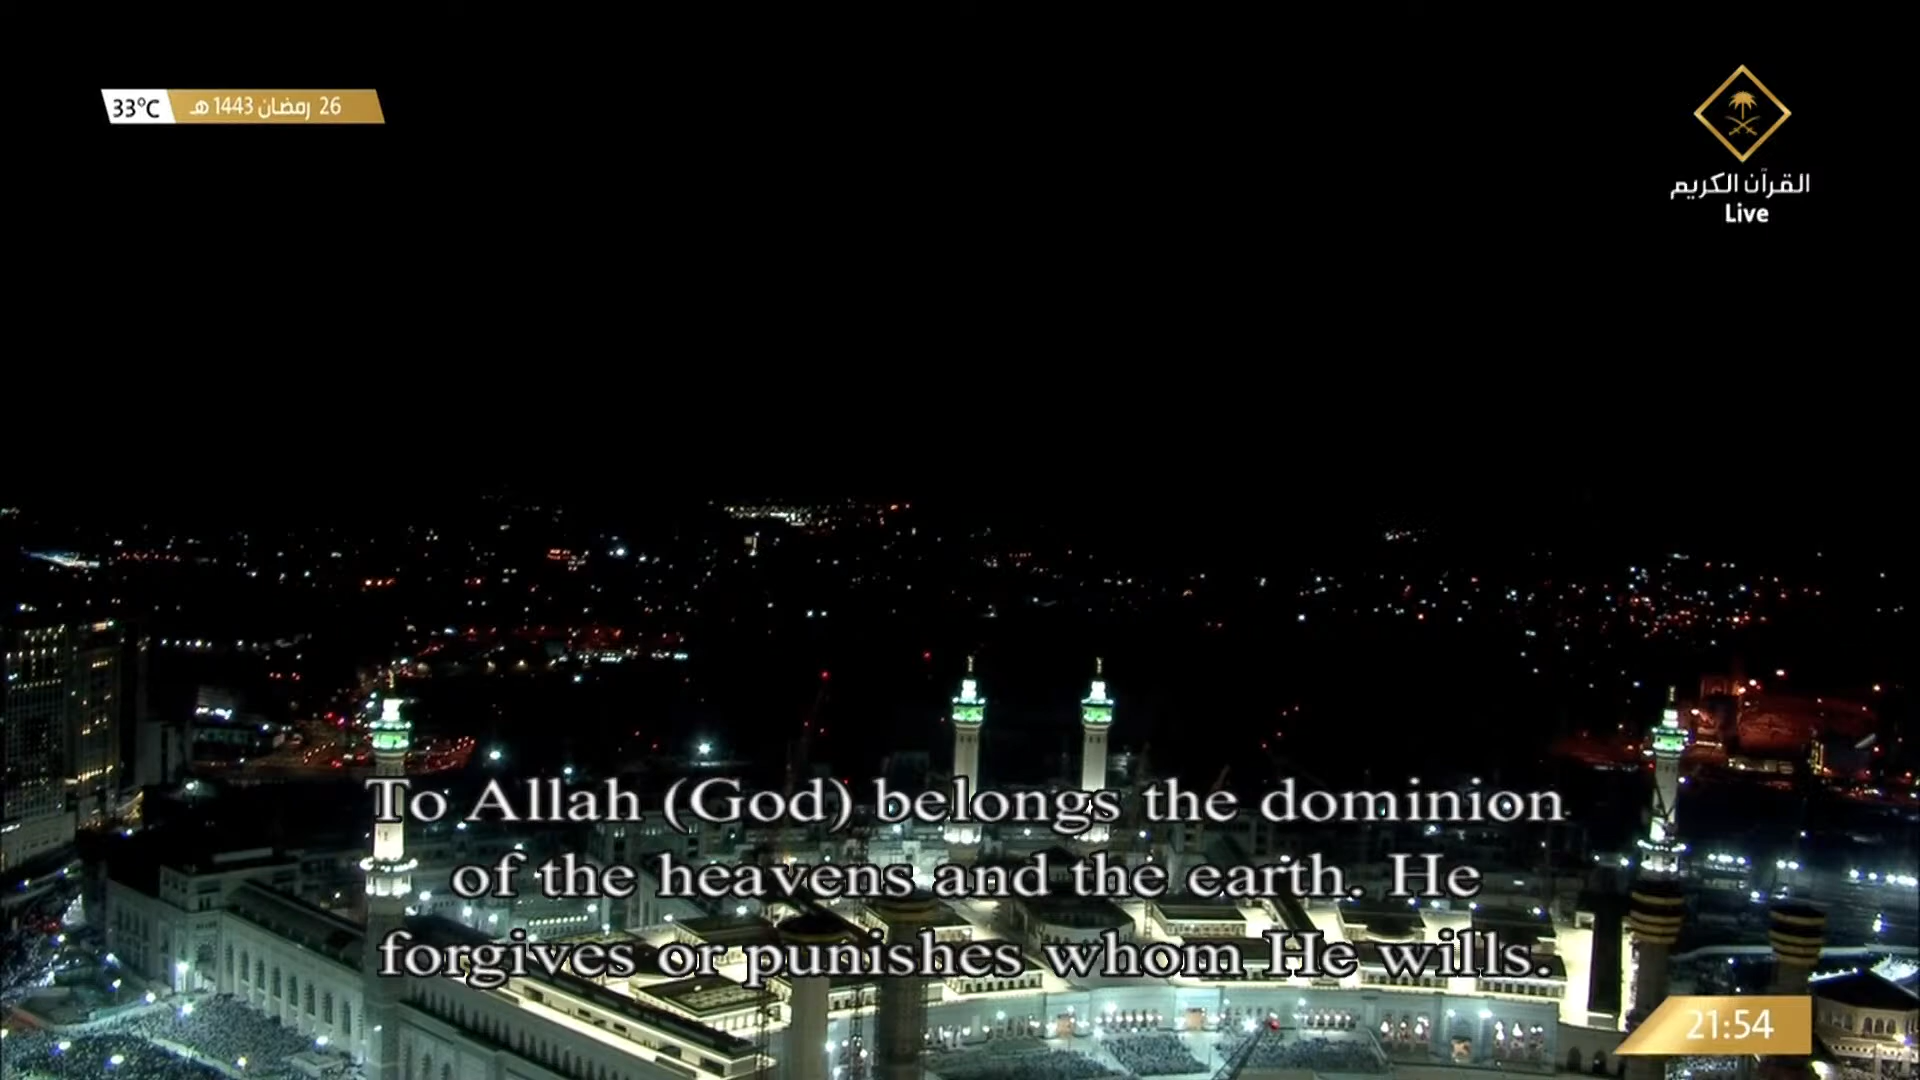 33°C
26 رمضان 1443 هـ
القرآن الكريم
Live
To Allah (God) belongs the dominion
of the heavens and the earth. He
forgives or punishes whom He wills.
21:54